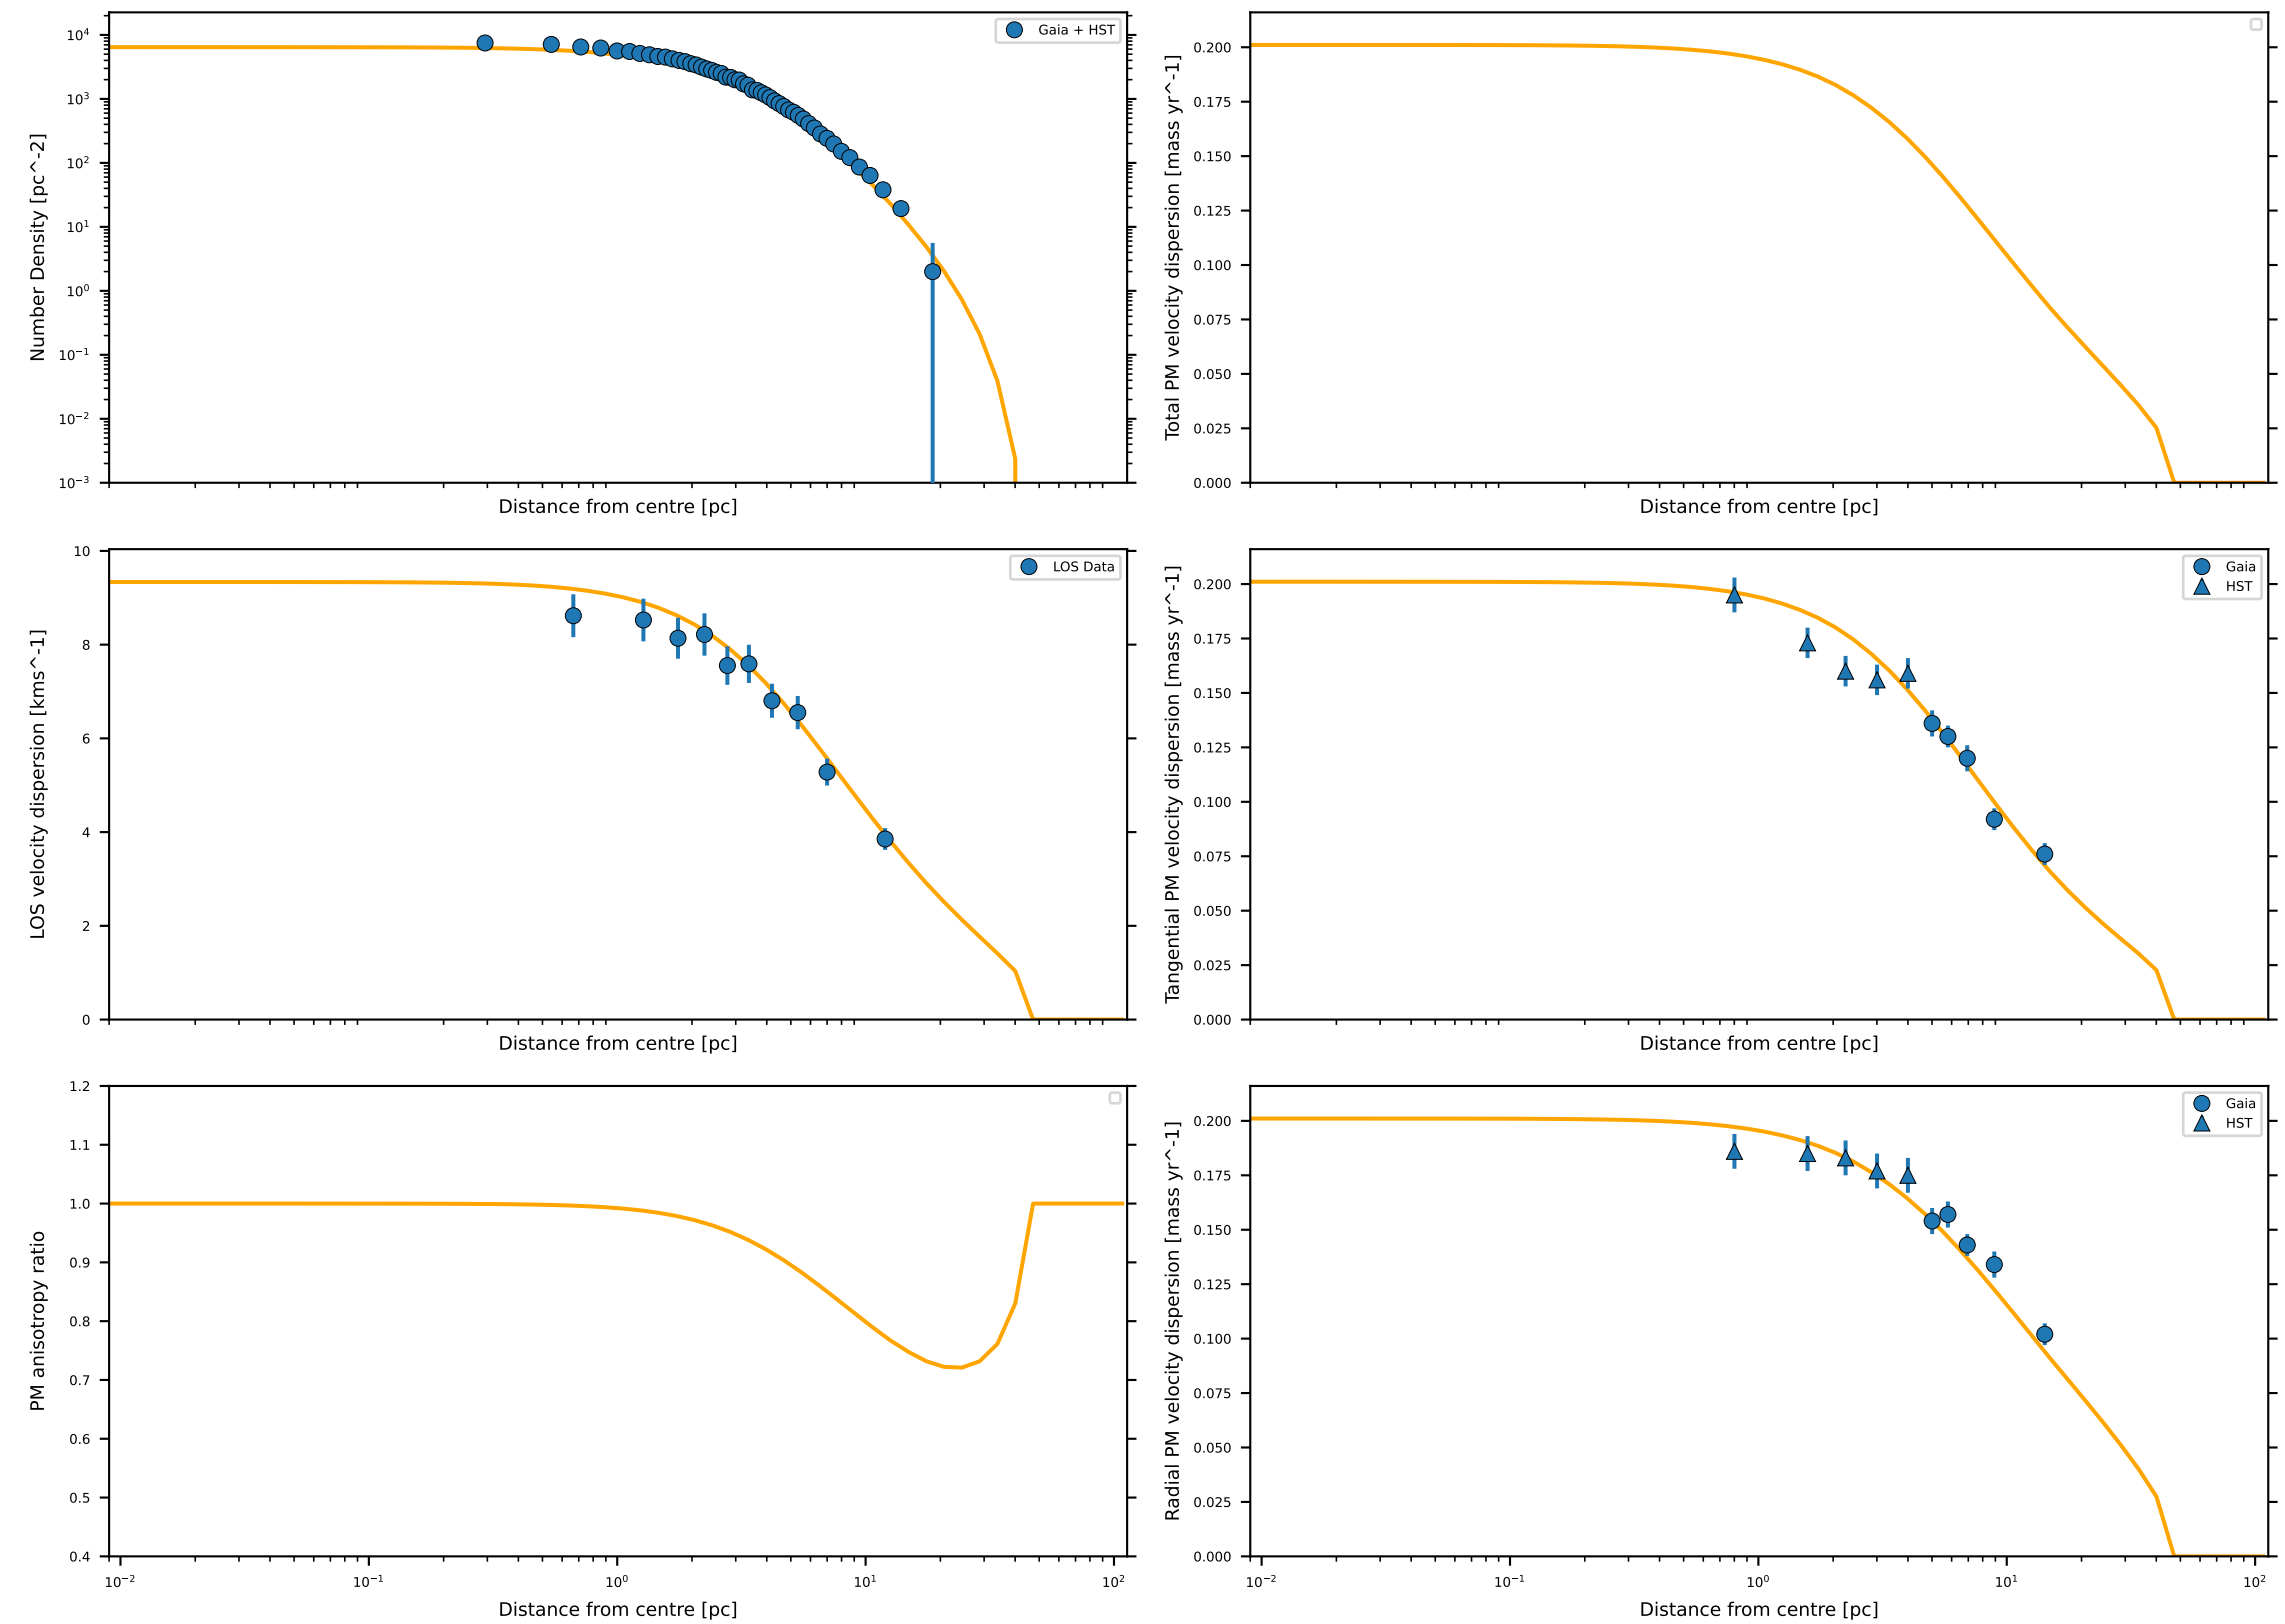 Number Density [pc^-2]
10⁴
10³
10²
10¹
10⁰
10⁻¹
10⁻²
10⁻³
Gaia + HST
Distance from centre [pc]
Total PM velocity dispersion [mass yr^-1]
0.200
0.175
0.150
0.125
0.100
0.075
0.050
0.025
0.000
Distance from centre [pc]
LOS velocity dispersion [kms^-1]
10
8
6
4
2
0
LOS Data
Distance from centre [pc]
Tangential PM velocity dispersion [mass yr^-1]
0.200
0.175
0.150
0.125
0.100
0.075
0.050
0.025
0.000
Gaia
HST
Distance from centre [pc]
PM anisotropy ratio
1.2
1.1
1.0
0.9
0.8
0.7
0.6
0.5
0.4
10⁻² 10⁻¹ 10⁰ 10¹ 10²
Distance from centre [pc]
Radial PM velocity dispersion [mass yr^-1]
0.200
0.175
0.150
0.125
0.100
0.075
0.050
0.025
0.000
Gaia
HST
10⁻² 10⁻¹ 10⁰ 10¹ 10²
Distance from centre [pc]